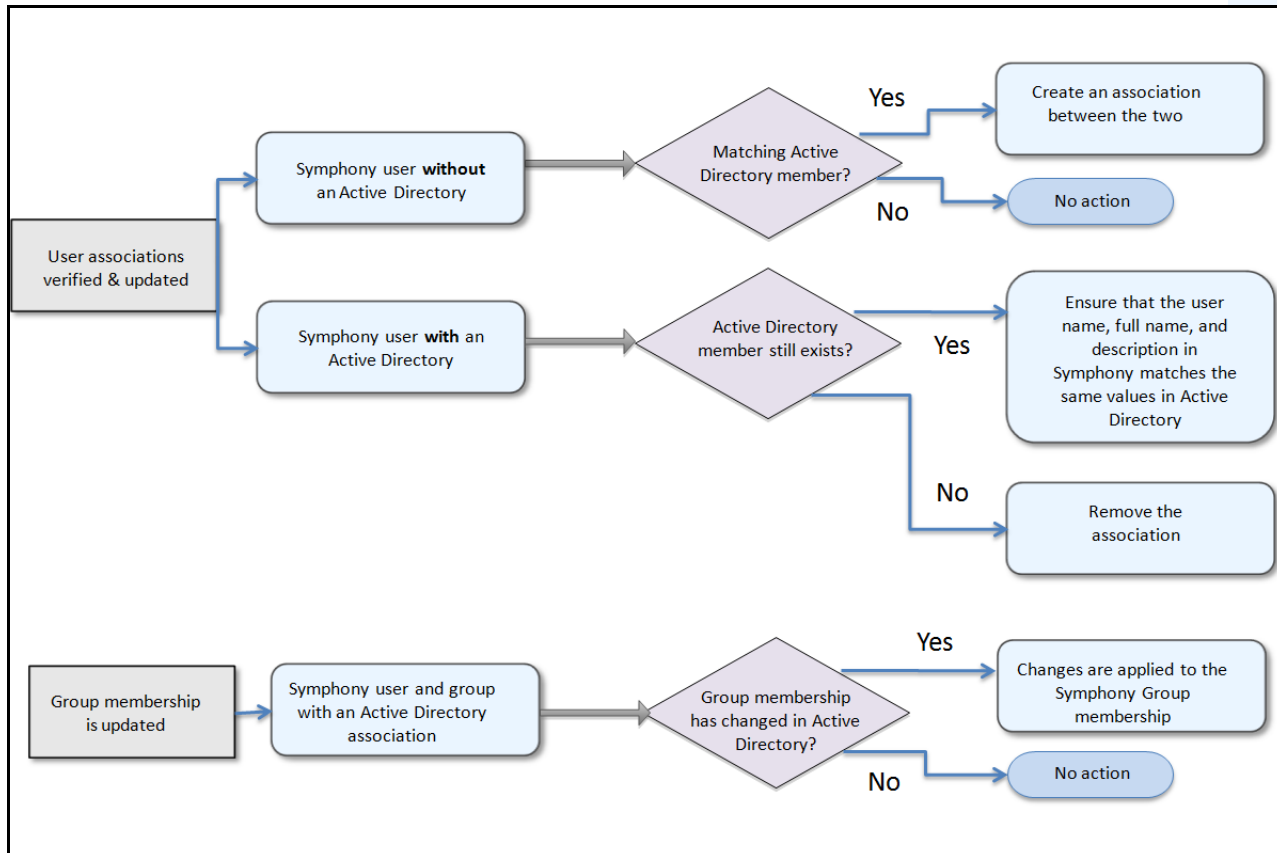 User associations
verified & updated
Symphony user without
an Active Directory
Matching Active
Directory member?
Yes
Create an association
between the two
No
No action
Symphony user with an
Active Directory
Active Directory
member still exists?
Yes
Ensure that the user
name, full name, and
description in
Symphony matches the
same values in Active
Directory
No
Remove the
association
Group membership
is updated
Symphony user and group
with an Active Directory
association
Group membership
has changed in Active
Directory?
Yes
Changes are applied to the
Symphony Group
membership
No
No action